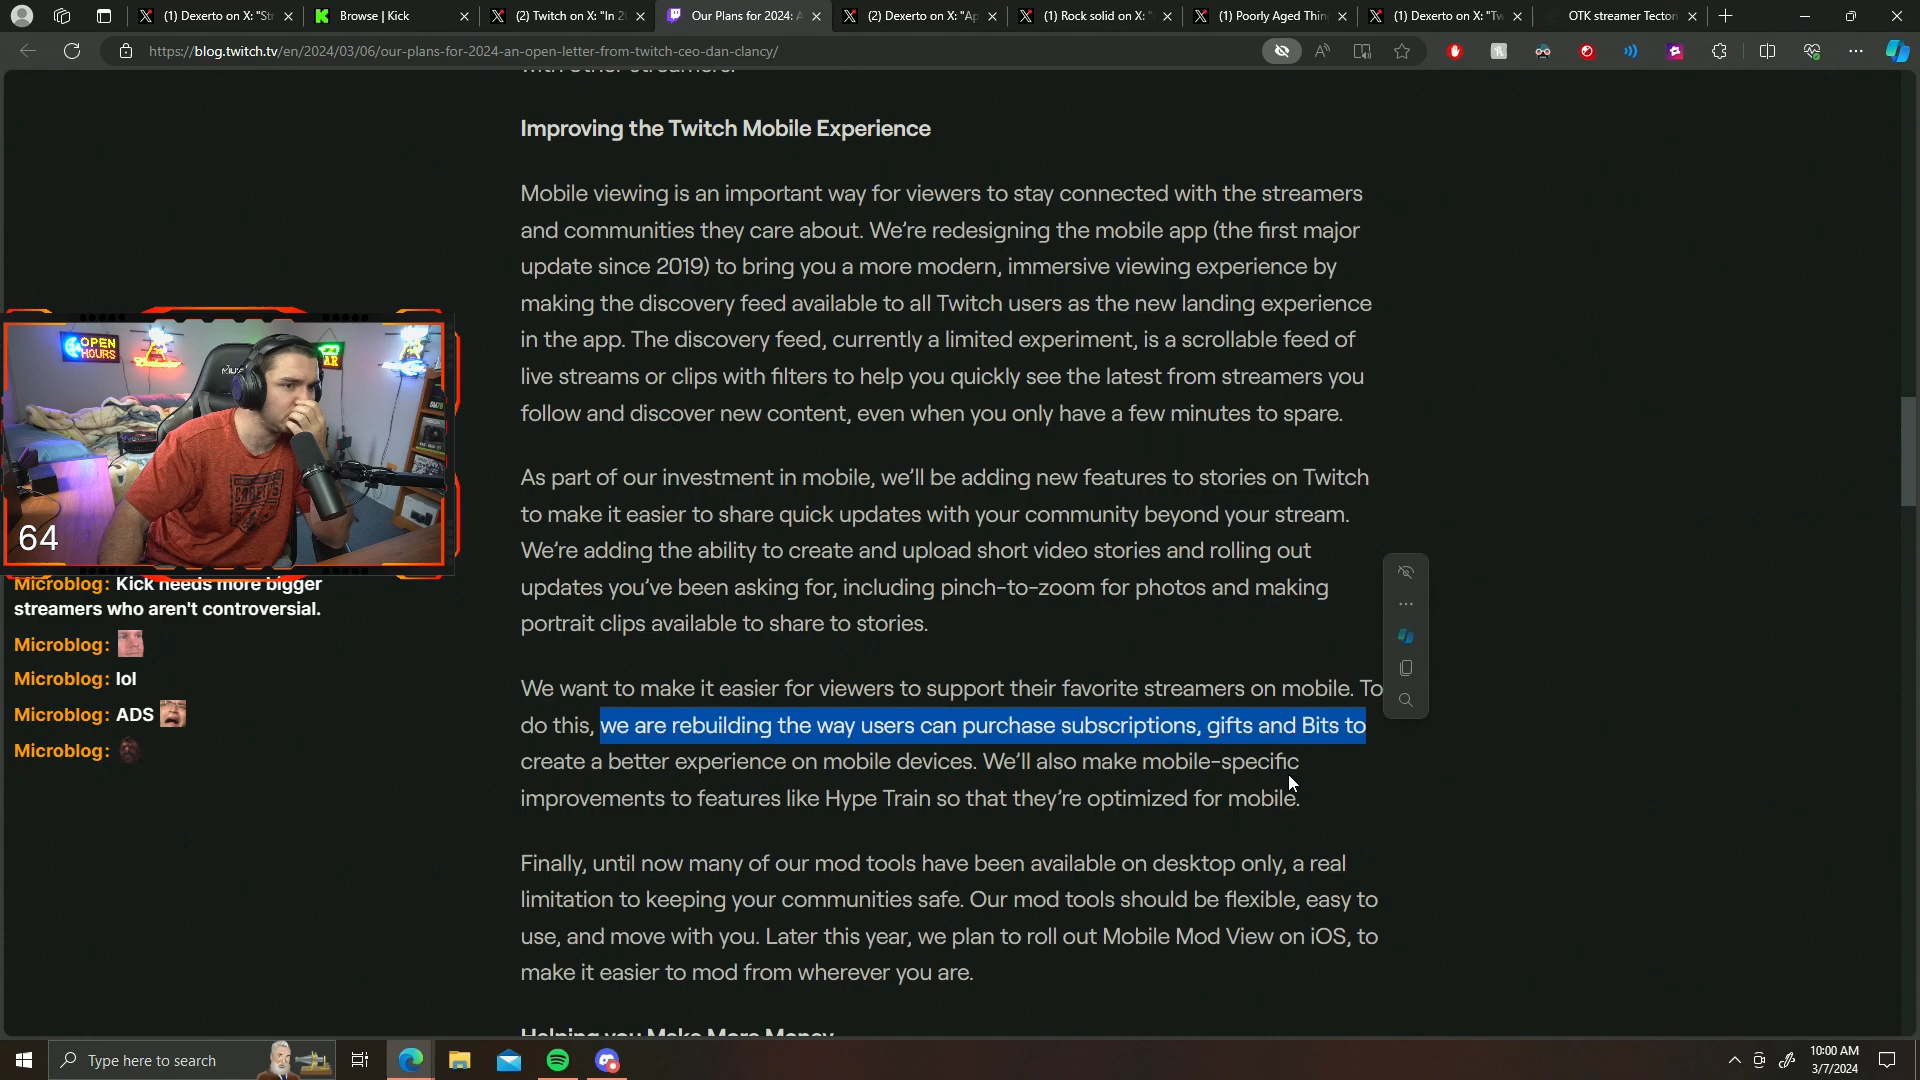 (1) Dexerto on X: "Str
Browse | Kick
(2) Twitch on X: "In 2
Our Plans for 2024: A
(2) Dexerto on X: "Ap
(1) Rock solid on X: "
(1) Poorly Aged Thin
(1) Dexerto on X: "Tw
OTK streamer Tecton
https://blog.twitch.tv/en/2024/03/06/our-plans-for-2024-an-open-letter-from-twitch-ceo-dan-clancy/
with other streamers.
Improving the Twitch Mobile Experience
Mobile viewing is an important way for viewers to stay connected with the streamers
and communities they care about. We're redesigning the mobile app (the first major
update since 2019) to bring you a more modern, immersive viewing experience by
making the discovery feed available to all Twitch users as the new landing experience
in the app. The discovery feed, currently a limited experiment, is a scrollable feed of
live streams or clips with filters to help you quickly see the latest from streamers you
follow and discover new content, even when you only have a few minutes to spare.
As part of our investment in mobile, we'll be adding new features to stories on Twitch
to make it easier to share quick updates with your community beyond your stream.
We're adding the ability to create and upload short video stories and rolling out
updates you've been asking for, including pinch-to-zoom for photos and making
portrait clips available to share to stories.
We want to make it easier for viewers to support their favorite streamers on mobile. To
do this, we are rebuilding the way users can purchase subscriptions, gifts and Bits to
create a better experience on mobile devices. We'll also make mobile-specific
improvements to features like Hype Train so that they're optimized for mobile.
Finally, until now many of our mod tools have been available on desktop only, a real
limitation to keeping your communities safe. Our mod tools should be flexible, easy to
use, and move with you. Later this year, we plan to roll out Mobile Mod View on iOS, to
make it easier to mod from wherever you are.
Helping you Make More Money
OPEN
HOURS
64
Microblog: Kick needs more bigger
streamers who aren't controversial.
Microblog:
Microblog: lol
Microblog: ADS
Microblog:
Type here to search
10:00 AM
3/7/2024